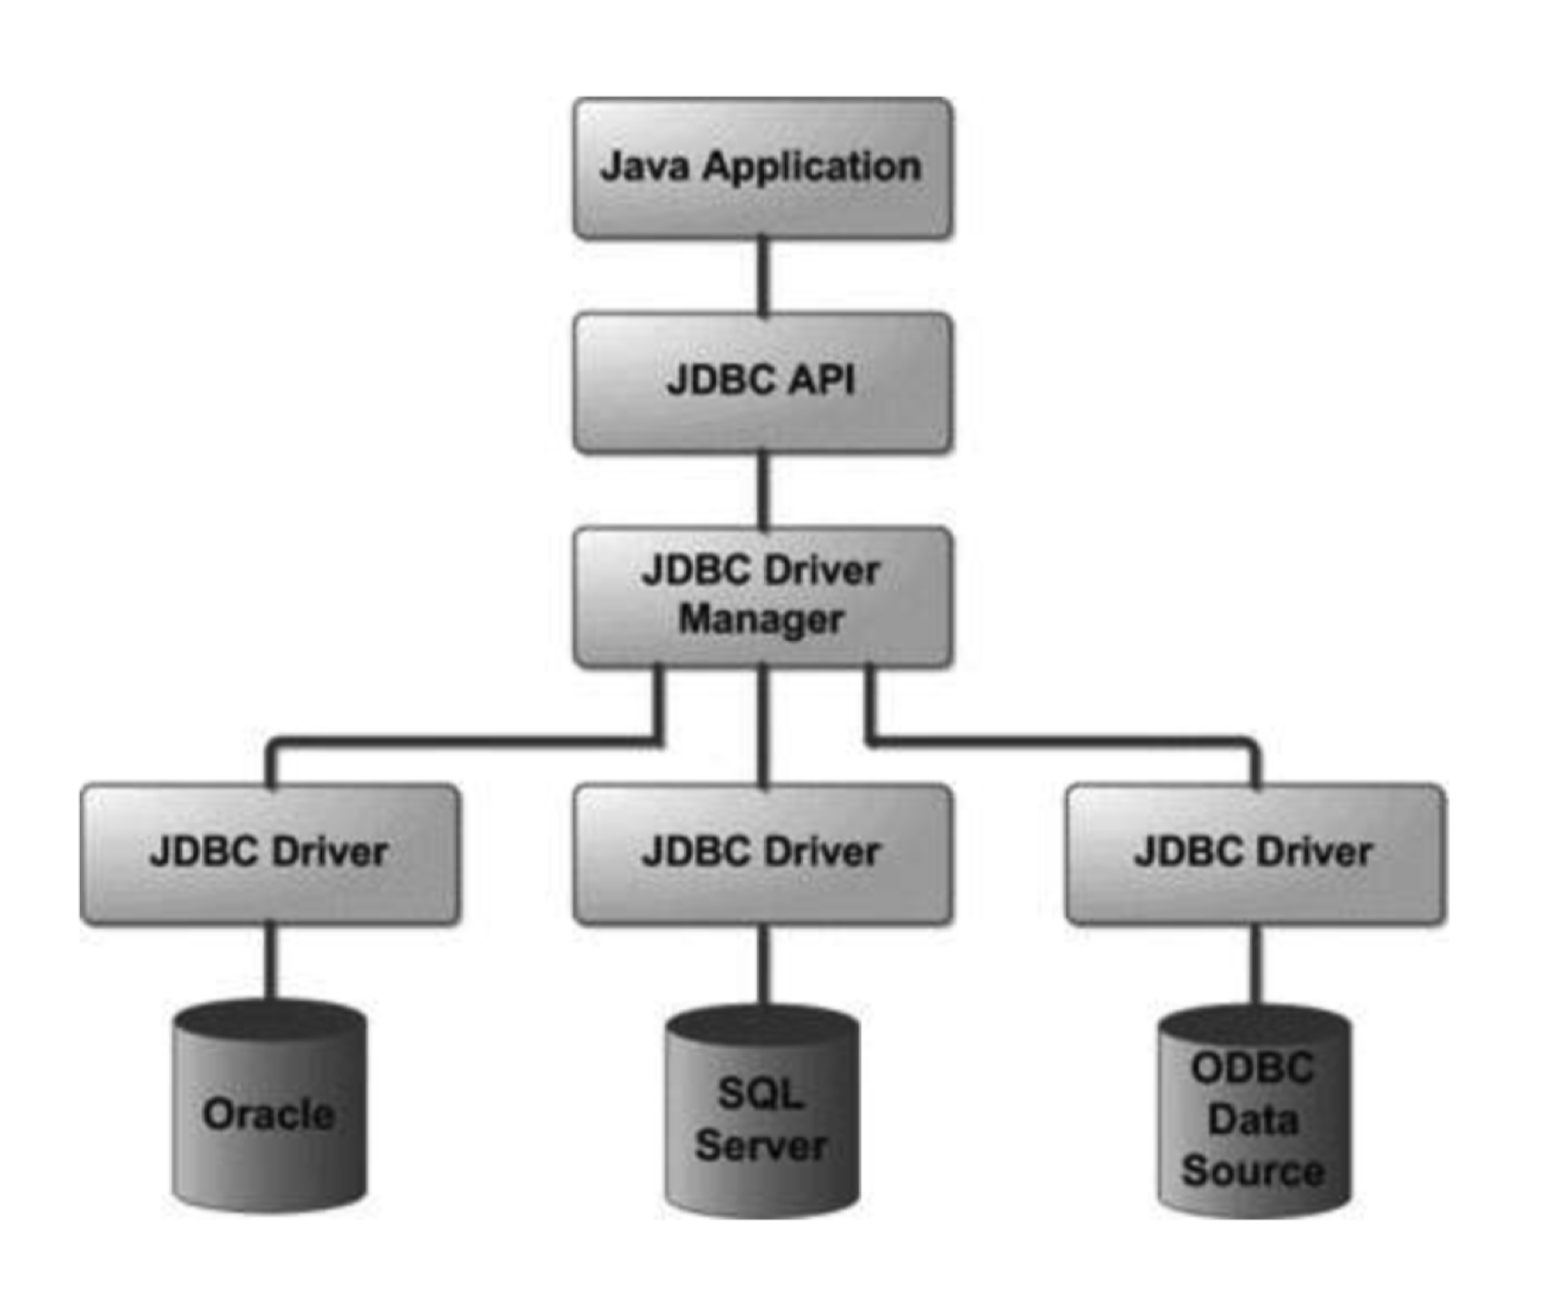 Java Application
JDBC API
JDBC Driver
Manager
JDBC Driver
JDBC Driver
JDBC Driver
Oracle
SQL
Server
ODBC
Data
Source